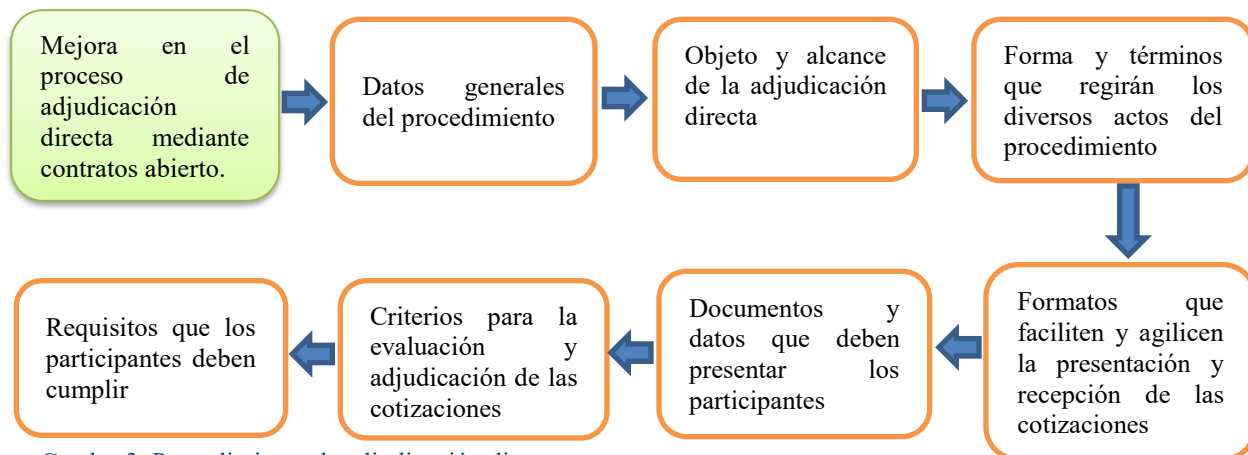 Mejora en el
proceso de
adjudicación
directa mediante
contratos abierto.
Datos generales
del procedimiento
Objeto y alcance
de la adjudicación
directa
Forma y términos
que regirán los
diversos actos del
procedimiento
Formatos que
faciliten y agilicen
la presentación y
recepción de las
cotizaciones
Documentos y
datos que deben
presentar los
participantes
Criterios para la
evaluación y
adjudicación de las
cotizaciones
Requisitos que los
participantes deben
cumplir